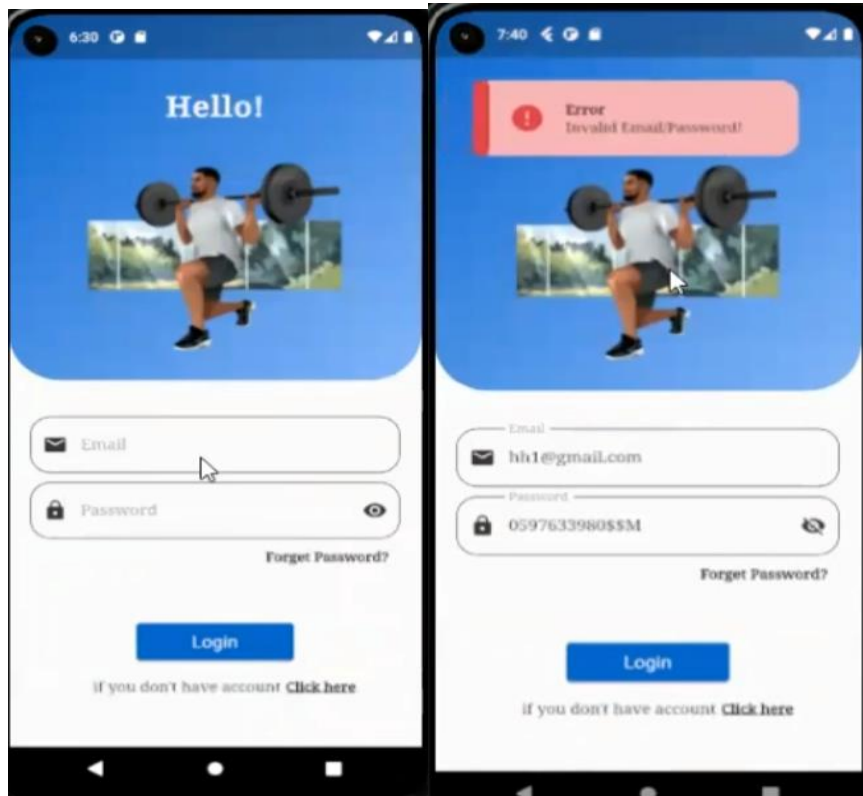 6:30
Hello!
Email
Password
Forget Password?
Login
if you don't have account Click here
7:40
Error
Invalid Email/Password!
Email
hh1@gmail.com
Password
0597633980$$M
Forget Password?
Login
if you don't have account Click here